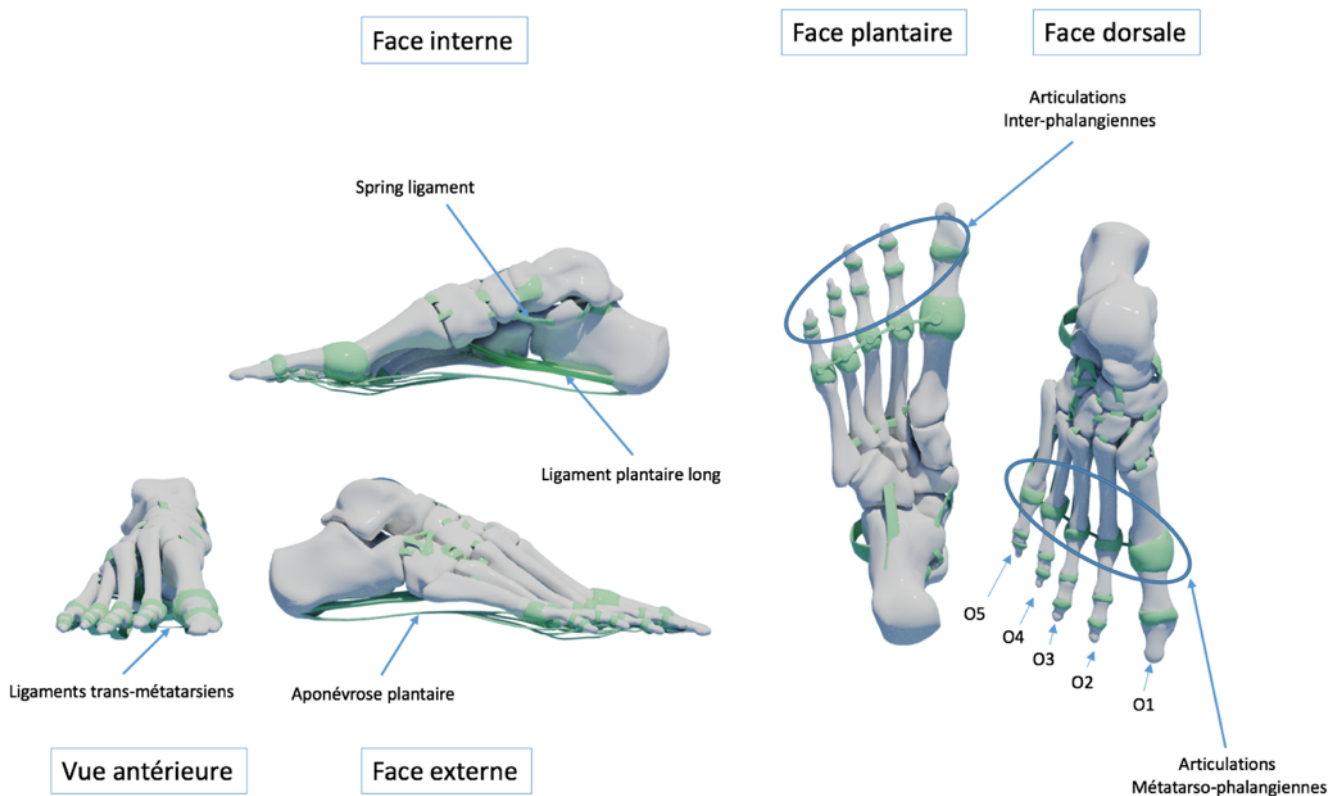 Face interne
Face plantaire
Face dorsale
Articulations
Inter-phalangiennes
Spring ligament
Ligament plantaire long
O5
O4
O3
O2
O1
Ligaments trans-métatarsiens
Aponévrose plantaire
Vue antérieure
Face externe
Articulations
Métatarso-phalangiennes